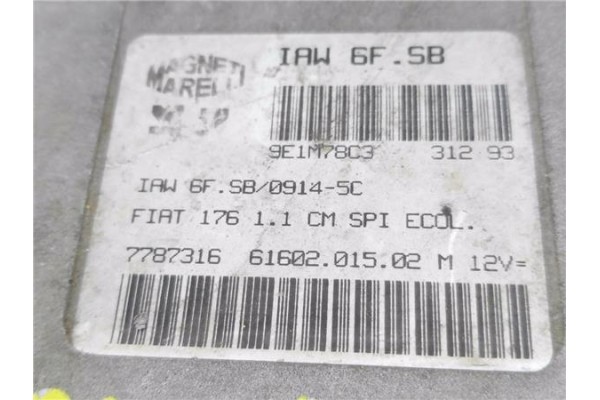 IAW 6F.SB
MAGNETI
MARELLI
9E1M78C3 312 93
IAW 6F.SB/0914-5C
FIAT 176 1.1 CM SPI ECOL.
7787316 61602.015.02 M 12V=